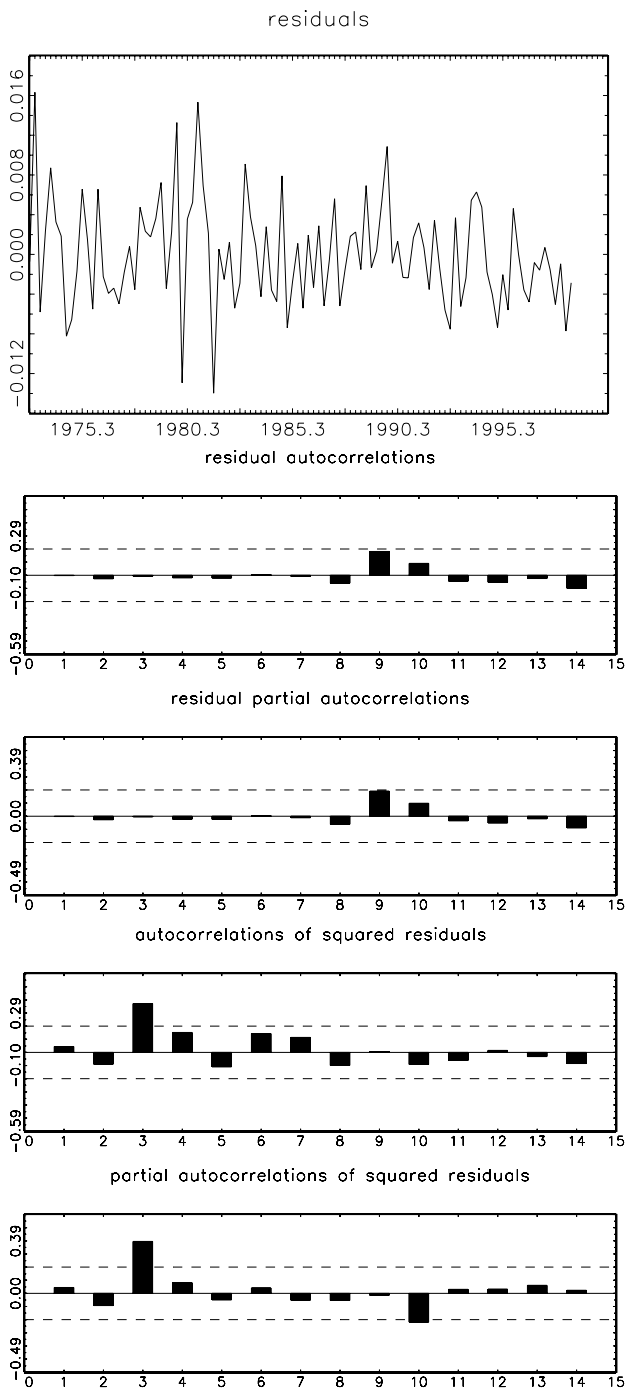 residuals
0.016
0.008
0.000
-0.012
1975.3 1980.3 1985.3 1990.3 1995.3
residual autocorrelations
0.29
-0.10
-0.59
0 1 2 3 4 5 6 7 8 9 10 11 12 13 14 15
residual partial autocorrelations
0.39
0.00
-0.49
0 1 2 3 4 5 6 7 8 9 10 11 12 13 14 15
autocorrelations of squared residuals
0.29
-0.10
-0.59
0 1 2 3 4 5 6 7 8 9 10 11 12 13 14 15
partial autocorrelations of squared residuals
0.39
0.00
-0.49
0 1 2 3 4 5 6 7 8 9 10 11 12 13 14 15